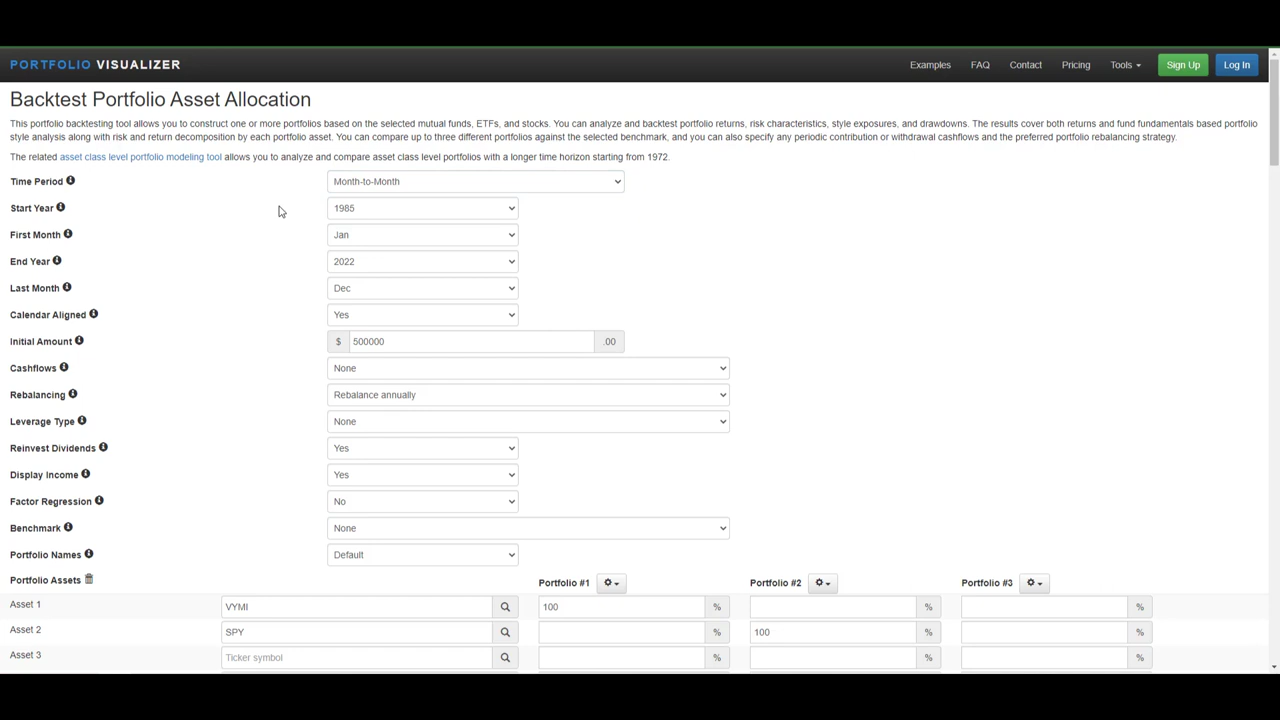 PORTFOLIO VISUALIZER Examples FAQ Contact Pricing Tools Sign Up Log In
Backtest Portfolio Asset Allocation
This portfolio backtesting tool allows you to construct one or more portfolios based on the selected mutual funds, ETFs, and stocks. You can analyze and backtest portfolio returns, risk characteristics, style exposures, and drawdowns. The results cover both returns and fund fundamentals based portfolio
style analysis along with risk and return decomposition by each portfolio asset. You can compare up to three different portfolios against the selected benchmark, and you can also specify any periodic contribution or withdrawal cashflows and the preferred portfolio rebalancing strategy.
The related asset class level portfolio modeling tool allows you to analyze and compare asset class level portfolios with a longer time horizon starting from 1972.
Time Period Month-to-Month
Start Year 1985
First Month Jan
End Year 2022
Last Month Dec
Calendar Aligned Yes
Initial Amount $ 500000 .00
Cashflows None
Rebalancing Rebalance annually
Leverage Type None
Reinvest Dividends Yes
Display Income Yes
Factor Regression No
Benchmark None
Portfolio Names Default
Portfolio Assets Portfolio #1 Portfolio #2 Portfolio #3
Asset 1 VYMI 100 % % %
Asset 2 SPY % 100 % %
Asset 3 Ticker symbol % % %